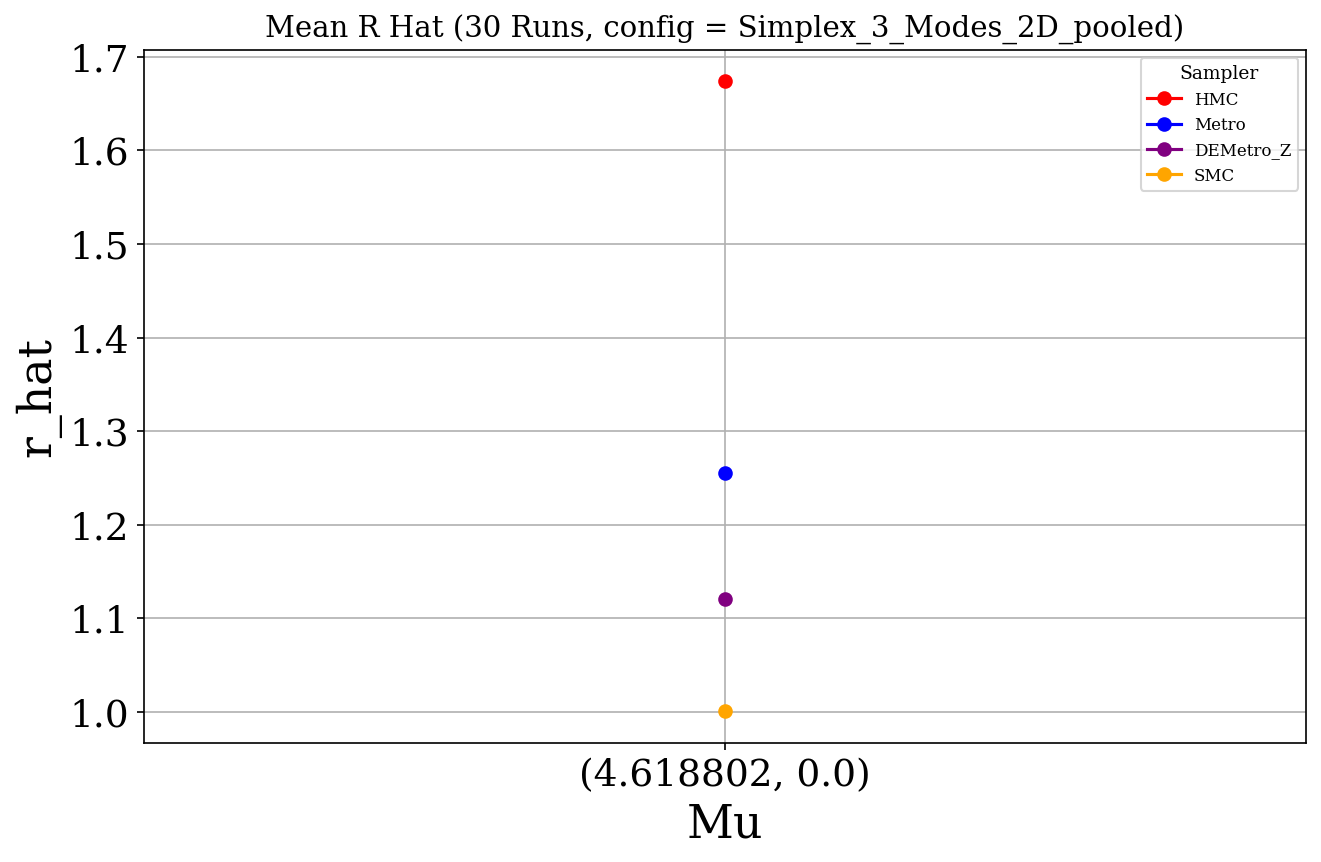 Mean R Hat (30 Runs, config = Simplex_3_Modes_2D_pooled)
1.7
1.6
1.5
1.4
1.3
1.2
1.1
1.0
r_hat
Sampler
HMC
Metro
DEMetro_Z
SMC
(4.618802, 0.0)
Mu